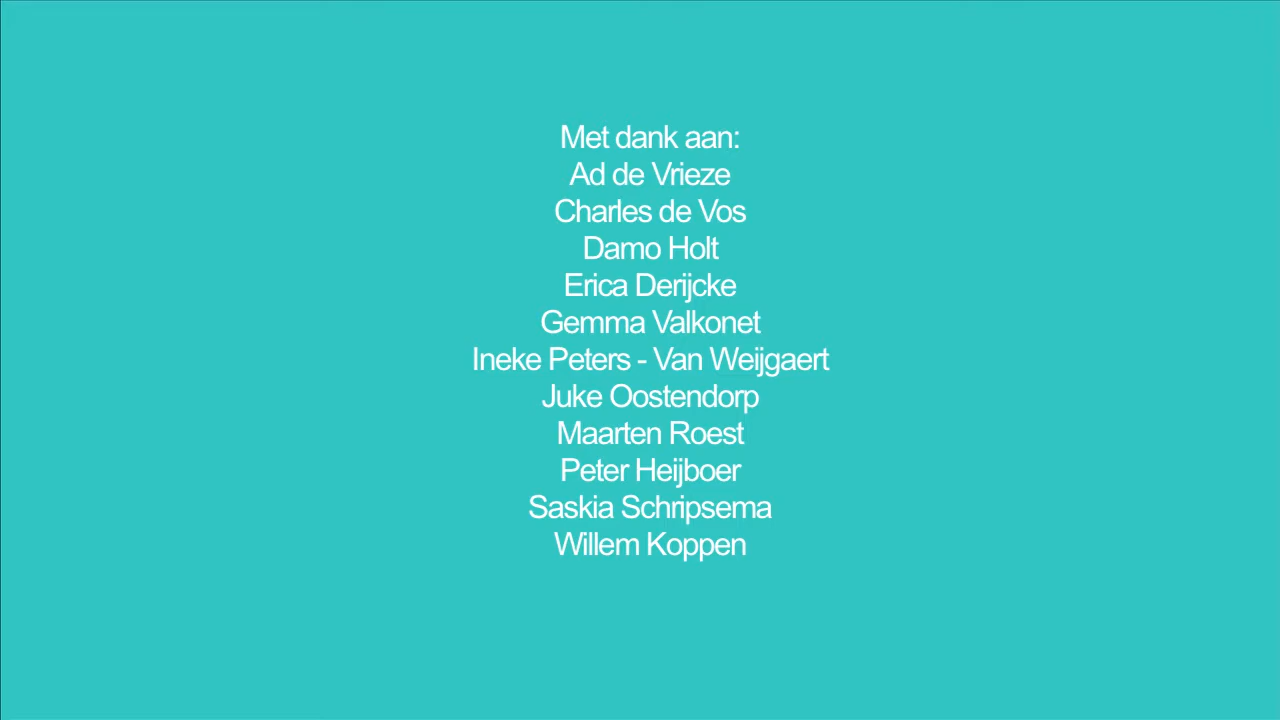 Met dank aan:
Ad de Vrieze
Charles de Vos
Damo Holt
Erica Derijcke
Gemma Valkonet
Ineke Peters - Van Weijgaert
Juke Oostendorp
Maarten Roest
Peter Heijboer
Saskia Schripsema
Willem Koppen